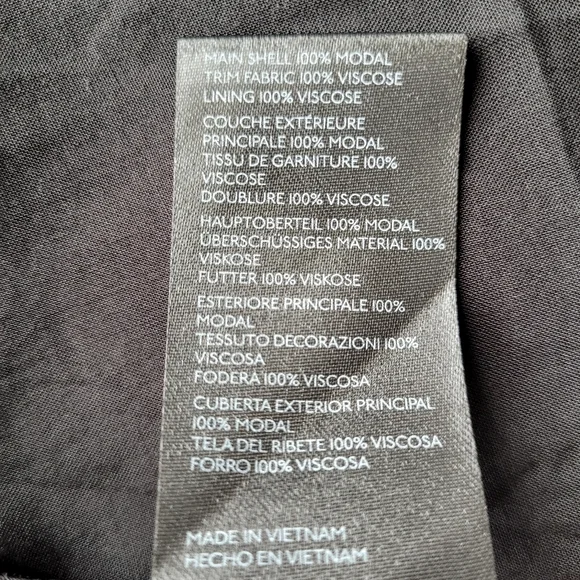 MAIN SHELL 100% MODAL
TRIM FABRIC 100% VISCOSE
LINING 100% VISCOSE
COUCHE EXTÉRIEURE
PRINCIPALE 100% MODAL
TISSU DE GARNITURE 100%
VISCOSE
DOUBLURE 100% VISCOSE
HAUPTOBERTEIL 100% MODAL
ÜBERSCHÜSSIGES MATERIAL 100%
VISKOSE
FUTTER 100% VISKOSE
ESTERIORE PRINCIPALE 100%
MODAL
TESSUTO DECORAZIONI 100%
VISCOSA
FODERA 100% VISCOSA
CUBIERTA EXTERIOR PRINCIPAL
100% MODAL
TELA DEL RIBETE 100% VISCOSA
FORRO 100% VISCOSA
MADE IN VIETNAM
HECHO EN VIETNAM